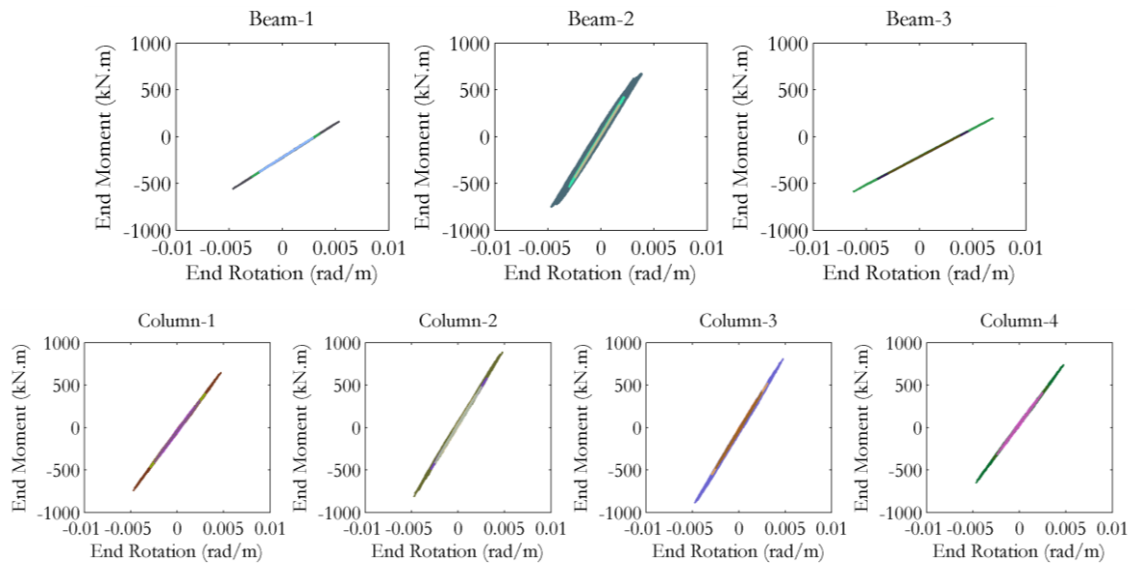 Beam-1 Beam-2 Beam-3
End Moment (kN.m) End Moment (kN.m) End Moment (kN.m)
1000 1000 1000
500 500 500
0 0 0
-500 -500 -500
-1000 -1000 -1000
-0.01 -0.005 0 0.005 0.01 -0.01 -0.005 0 0.005 0.01 -0.01 -0.005 0 0.005 0.01
End Rotation (rad/m) End Rotation (rad/m) End Rotation (rad/m)
Column-1 Column-2 Column-3 Column-4
End Moment (kN.m) End Moment (kN.m) End Moment (kN.m) End Moment (kN.m)
1000 1000 1000 1000
500 500 500 500
0 0 0 0
-500 -500 -500 -500
-1000 -1000 -1000 -1000
-0.01 -0.005 0 0.005 0.01 -0.01 -0.005 0 0.005 0.01 -0.01 -0.005 0 0.005 0.01 -0.01 -0.005 0 0.005 0.01
End Rotation (rad/m) End Rotation (rad/m) End Rotation (rad/m) End Rotation (rad/m)